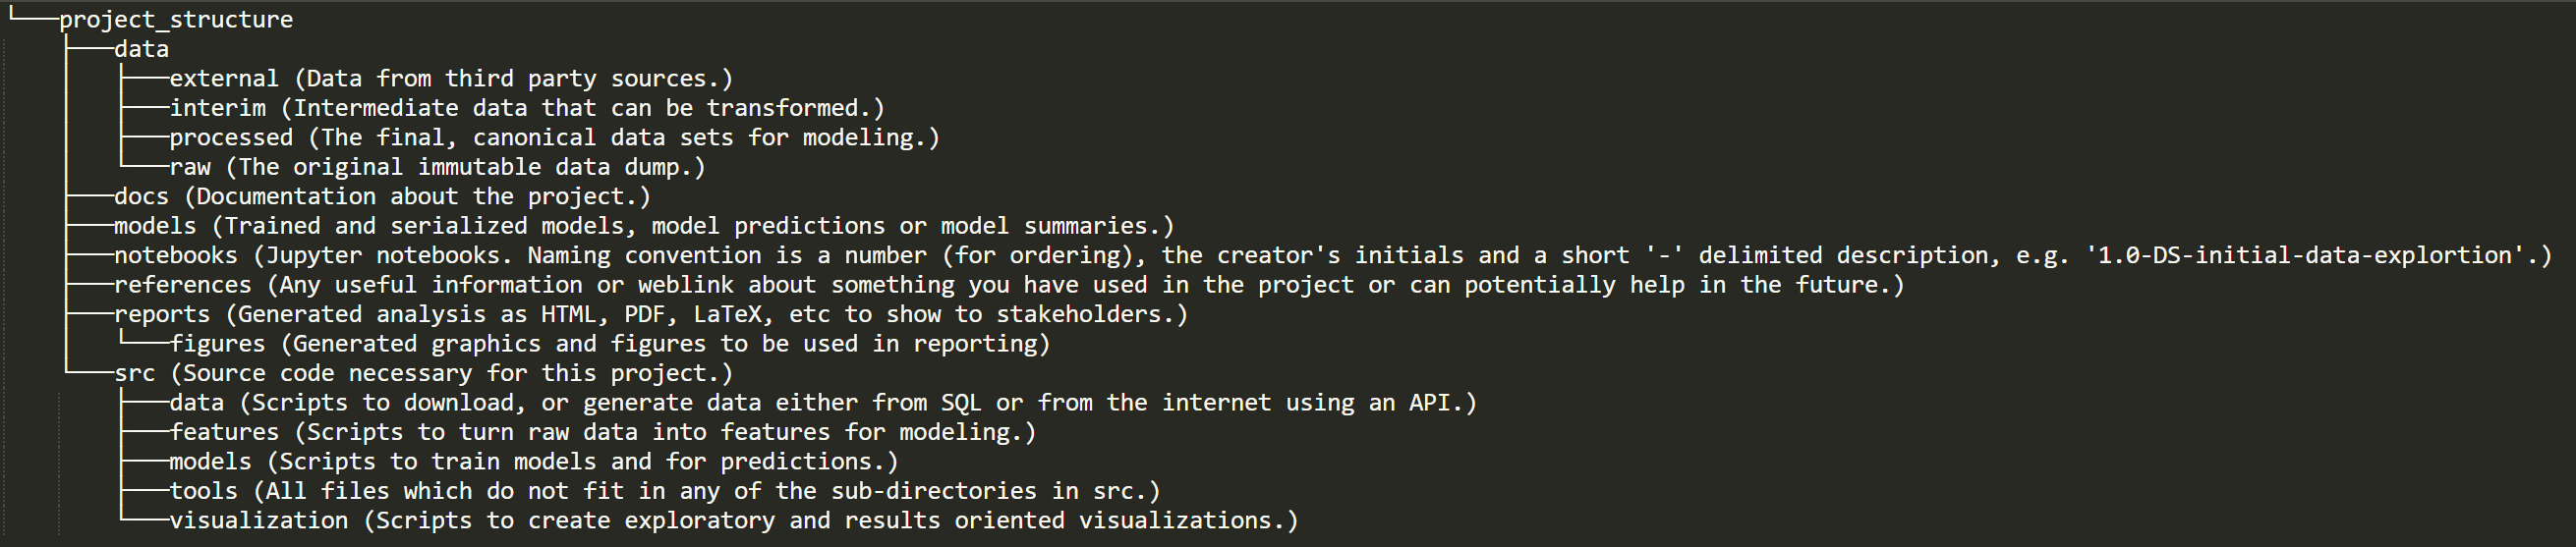 └───project_structure
    ├───data
    │   ├───external (Data from third party sources.)
    │   ├───interim (Intermediate data that can be transformed.)
    │   ├───processed (The final, canonical data sets for modeling.)
    │   └───raw (The original immutable data dump.)
    ├───docs (Documentation about the project.)
    ├───models (Trained and serialized models, model predictions or model summaries.)
    ├───notebooks (Jupyter notebooks. Naming convention is a number (for ordering), the creator's initials and a short '-' delimited description, e.g. '1.0-DS-initial-data-explortion'.)
    ├───references (Any useful information or weblink about something you have used in the project or can potentially help in the future.)
    ├───reports (Generated analysis as HTML, PDF, LaTeX, etc to show to stakeholders.)
    │   └───figures (Generated graphics and figures to be used in reporting)
    └───src (Source code necessary for this project.)
        ├───data (Scripts to download, or generate data either from SQL or from the internet using an API.)
        ├───features (Scripts to turn raw data into features for modeling.)
        ├───models (Scripts to train models and for predictions.)
        ├───tools (All files which do not fit in any of the sub-directories in src.)
        └───visualization (Scripts to create exploratory and results oriented visualizations.)